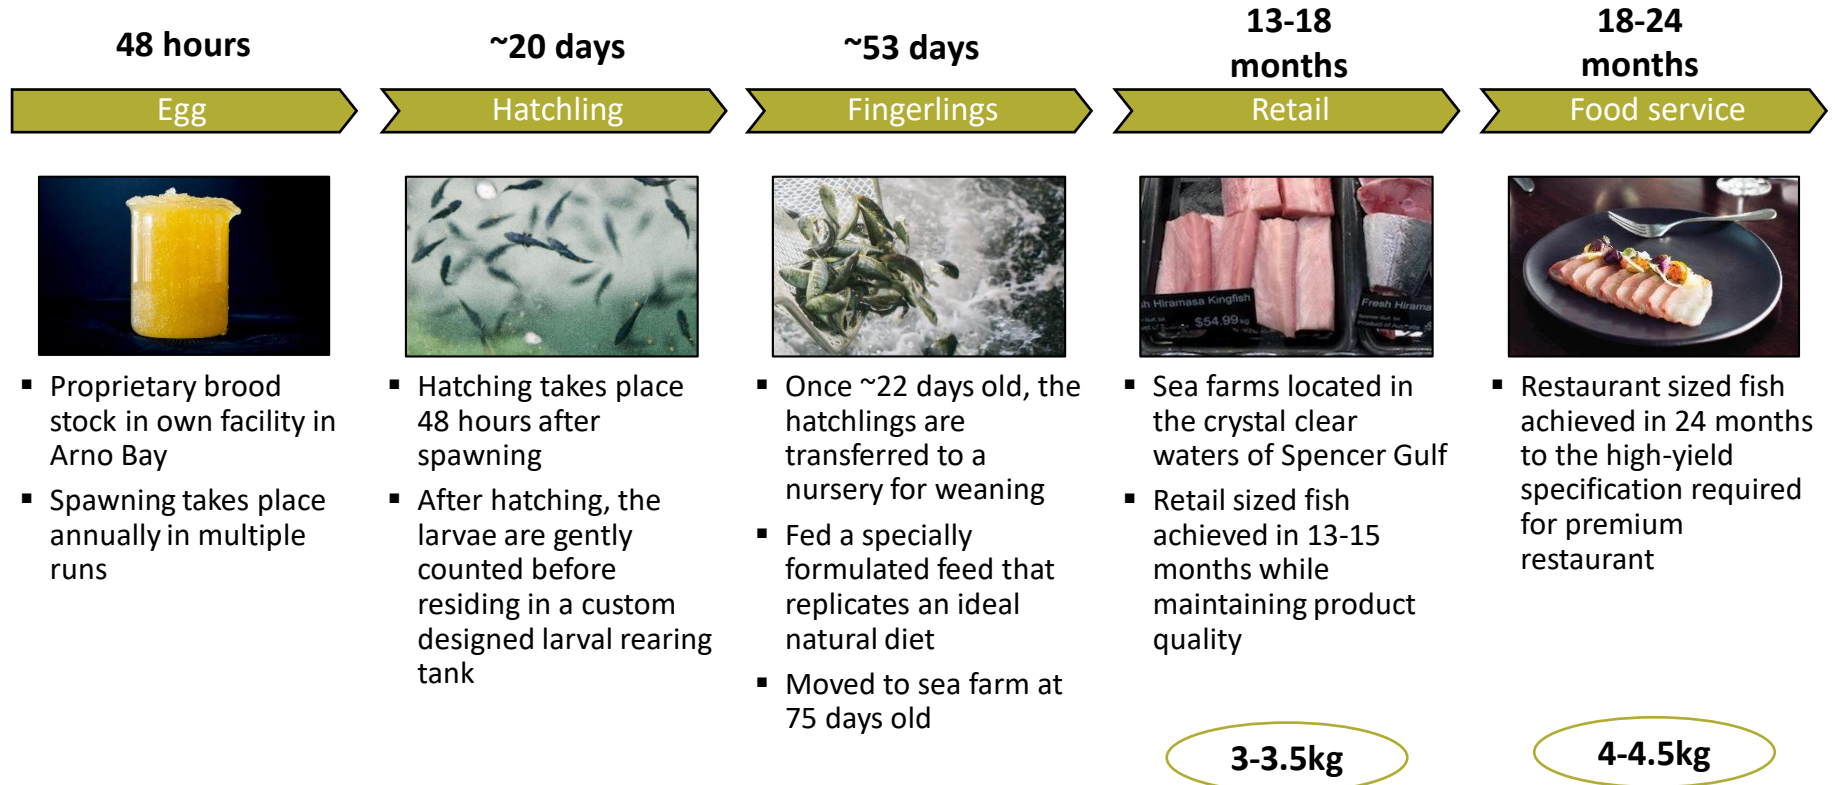 48 hours
Egg
▪ Proprietary brood
stock in own facility in
Arno Bay
▪ Spawning takes place
annually in multiple
runs
~20 days
Hatchling
▪ Hatching takes place
48 hours after
spawning
▪ After hatching, the
larvae are gently
counted before
residing in a custom
designed larval rearing
tank
~53 days
Fingerlings
▪ Once ~22 days old, the
hatchlings are
transferred to a
nursery for weaning
▪ Fed a specially
formulated feed that
replicates an ideal
natural diet
▪ Moved to sea farm at
75 days old
13-18
months
Retail
Hiramasa Kingfish
$54.99 kg
Fresh
▪ Sea farms located in
the crystal clear
waters of Spencer Gulf
▪ Retail sized fish
achieved in 13-15
months while
maintaining product
quality
3-3.5kg
18-24
months
Food service
▪ Restaurant sized fish
achieved in 24 months
to the high-yield
specification required
for premium
restaurant
4-4.5kg